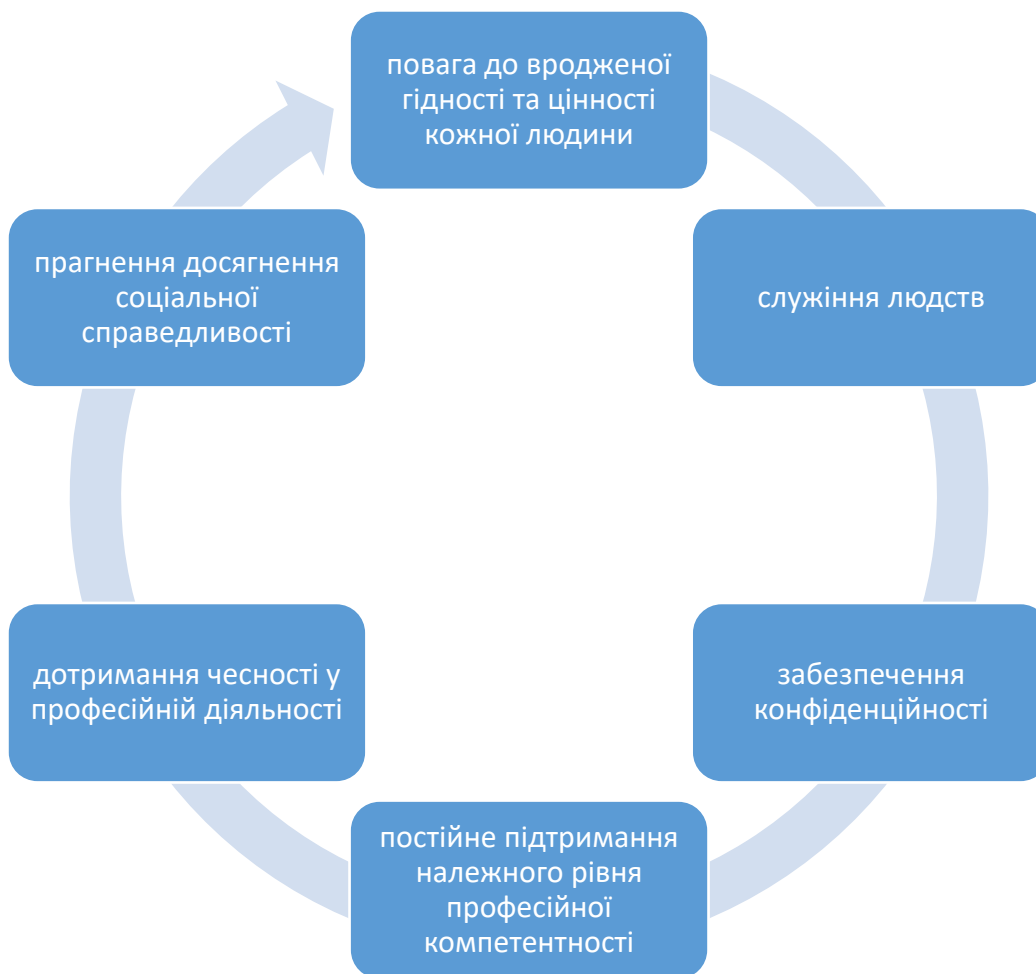 повага до вродженої
гідності та цінності
кожної людини
служіння людств
забезпечення
конфіденційності
постійне підтримання
належного рівня
професійної
компетентності
дотримання чесності у
професійній діяльності
прагнення досягнення
соціальної
справедливості